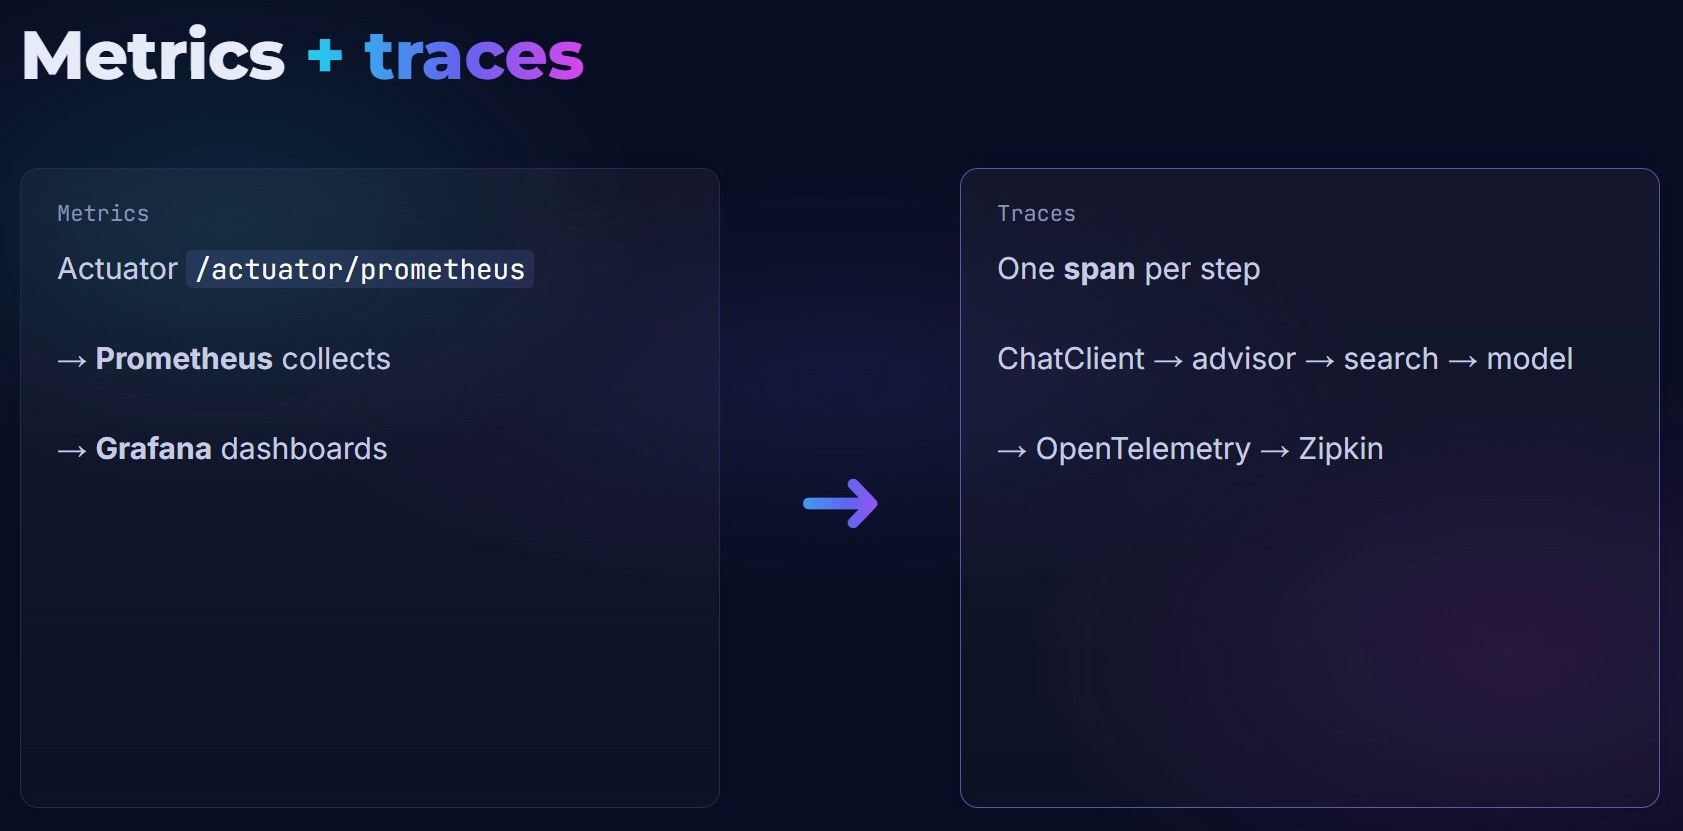 Metrics + traces
Metrics
Actuator /actuator/prometheus
→ Prometheus collects
→ Grafana dashboards
Traces
One span per step
ChatClient → advisor → search → model
→ OpenTelemetry → Zipkin